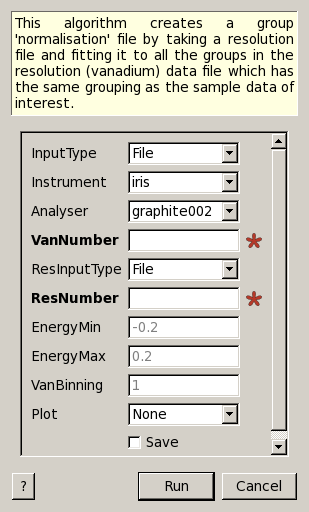 This algorithm creates a group
'normalisation' file by taking a resolution
file and fitting it to all the groups in the
resolution (vanadium) data file which has
the same grouping as the sample data of
interest.
InputType File
Instrument iris
Analyser graphite002
VanNumber *
ResInputType File
ResNumber *
EnergyMin -0.2
EnergyMax 0.2
VanBinning 1
Plot None
Save
? Run Cancel